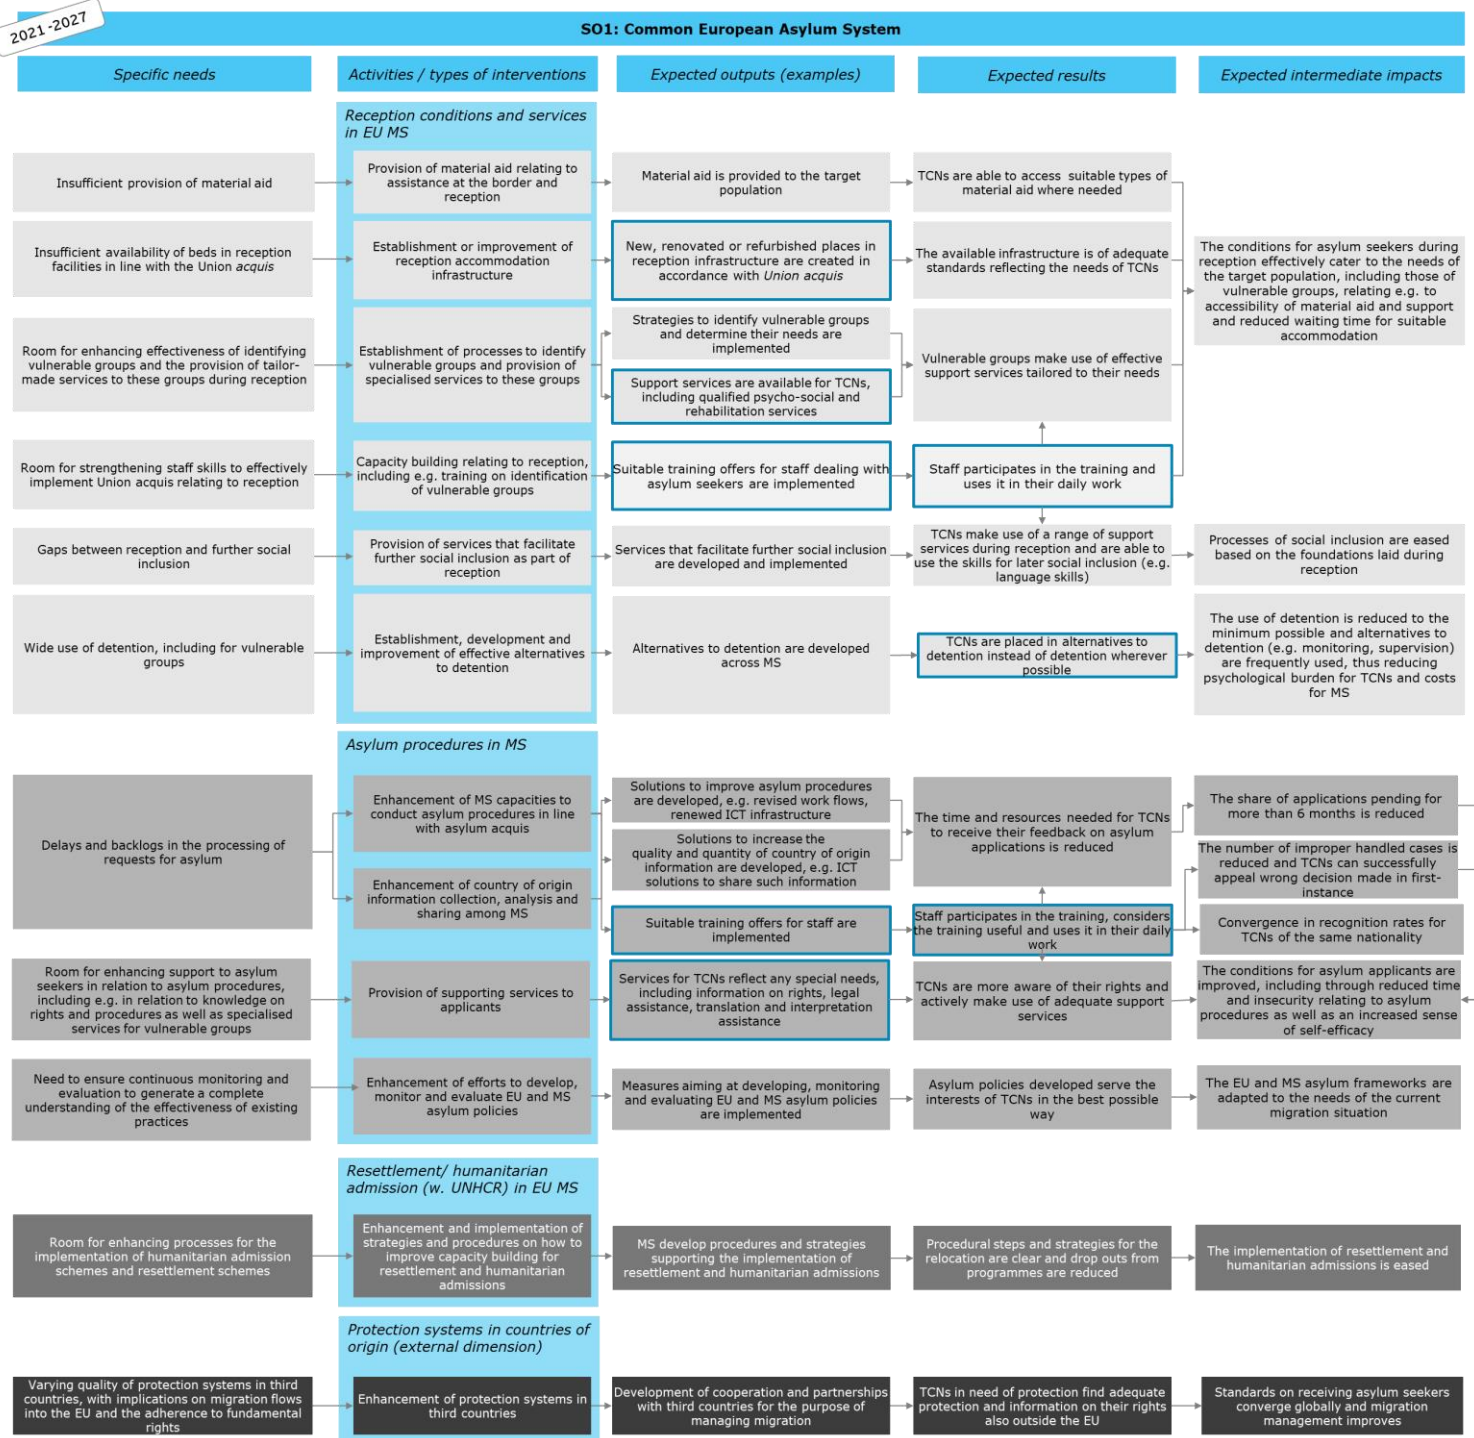 2021-2027
SO1: Common European Asylum System
Specific needs
Activities / types of interventions
Expected outputs (examples)
Expected results
Expected intermediate impacts
Reception conditions and services
in EU MS
Insufficient provision of material aid
Provision of material aid relating to
assistance at the border and
reception
Material aid is provided to the target
population
TCNs are able to access suitable types of
material aid where needed
Insufficient availability of beds in reception
facilities in line with the Union acquis
Establishment or improvement of
reception accommodation
infrastructure
New, renovated or refurbished places in
reception infrastructure are created in
accordance with Union acquis
The available infrastructure is of adequate
standards reflecting the needs of TCNs
The conditions for asylum seekers during
reception effectively cater to the needs of
the target population, including those of
vulnerable groups, relating e.g. to
accessibility of material aid and support
and reduced waiting time for suitable
accommodation
Room for enhancing effectiveness of identifying
vulnerable groups and the provision of tailor-
made services to these groups during reception
Establishment of processes to identify
vulnerable groups and provision of
specialised services to these groups
Strategies to identify vulnerable groups
and determine their needs are
implemented
Support services are available for TCNs,
including qualified psycho-social and
rehabilitation services
Vulnerable groups make use of effective
support services tailored to their needs
Room for strengthening staff skills to effectively
implement Union acquis relating to reception
Capacity building relating to reception,
including e.g. training on identification
of vulnerable groups
Suitable training offers for staff dealing with
asylum seekers are implemented
Staff participates in the training and
uses it in their daily work
Gaps between reception and further social
inclusion
Provision of services that facilitate
further social inclusion as part of
reception
Services that facilitate further social inclusion
are developed and implemented
TCNs make use of a range of support
services during reception and are able to
use the skills for later social inclusion (e.g.
language skills)
Processes of social inclusion are eased
based on the foundations laid during
reception
Wide use of detention, including for vulnerable
groups
Establishment, development and
improvement of effective alternatives
to detention
Alternatives to detention are developed
across MS
TCNs are placed in alternatives to
detention instead of detention wherever
possible
The use of detention is reduced to the
minimum possible and alternatives to
detention (e.g. monitoring, supervision)
are frequently used, thus reducing
psychological burden for TCNs and costs
for MS
Asylum procedures in MS
Delays and backlogs in the processing of
requests for asylum
Enhancement of MS capacities to
conduct asylum procedures in line
with asylum acquis
Enhancement of country of origin
information collection, analysis and
sharing among MS
Solutions to improve asylum procedures
are developed, e.g. revised work flows,
renewed ICT infrastructure
Solutions to increase the
quality and quantity of country of origin
information are developed, e.g. ICT
solutions to share such information
Suitable training offers for staff are
implemented
The time and resources needed for TCNs
to receive their feedback on asylum
applications is reduced
Staff participates in the training, considers
the training useful and uses it in their daily
work
The share of applications pending for
more than 6 months is reduced
The number of improper handled cases is
reduced and TCNs can successfully
appeal wrong decision made in first-
instance
Convergence in recognition rates for
TCNs of the same nationality
Room for enhancing support to asylum
seekers in relation to asylum procedures,
including e.g. in relation to knowledge on
rights and procedures as well as specialised
services for vulnerable groups
Provision of supporting services to
applicants
Services for TCNs reflect any special needs,
including information on rights, legal
assistance, translation and interpretation
assistance
TCNs are more aware of their rights and
actively make use of adequate support
services
The conditions for asylum applicants are
improved, including through reduced time
and insecurity relating to asylum
procedures as well as an increased sense
of self-efficacy
Need to ensure continuous monitoring and
evaluation to generate a complete
understanding of the effectiveness of existing
practices
Enhancement of efforts to develop,
monitor and evaluate EU and MS
asylum policies
Measures aiming at developing, monitoring
and evaluating EU and MS asylum policies
are implemented
Asylum policies developed serve the
interests of TCNs in the best possible
way
The EU and MS asylum frameworks are
adapted to the needs of the current
migration situation
Resettlement/ humanitarian
admission (w. UNHCR) in EU MS
Room for enhancing processes for the
implementation of humanitarian admission
schemes and resettlement schemes
Enhancement and implementation of
strategies and procedures on how to
improve capacity building for
resettlement and humanitarian
admissions
MS develop procedures and strategies
supporting the implementation of
resettlement and humanitarian admissions
Procedural steps and strategies for the
relocation are clear and drop outs from
programmes are reduced
The implementation of resettlement and
humanitarian admissions is eased
Protection systems in countries of
origin (external dimension)
Varying quality of protection systems in third
countries, with implications on migration flows
into the EU and the adherence to fundamental
rights
Enhancement of protection systems in
third countries
Development of cooperation and partnerships
with third countries for the purpose of
managing migration
TCNs in need of protection find adequate
protection and information on their rights
also outside the EU
Standards on receiving asylum seekers
converge globally and migration
management improves